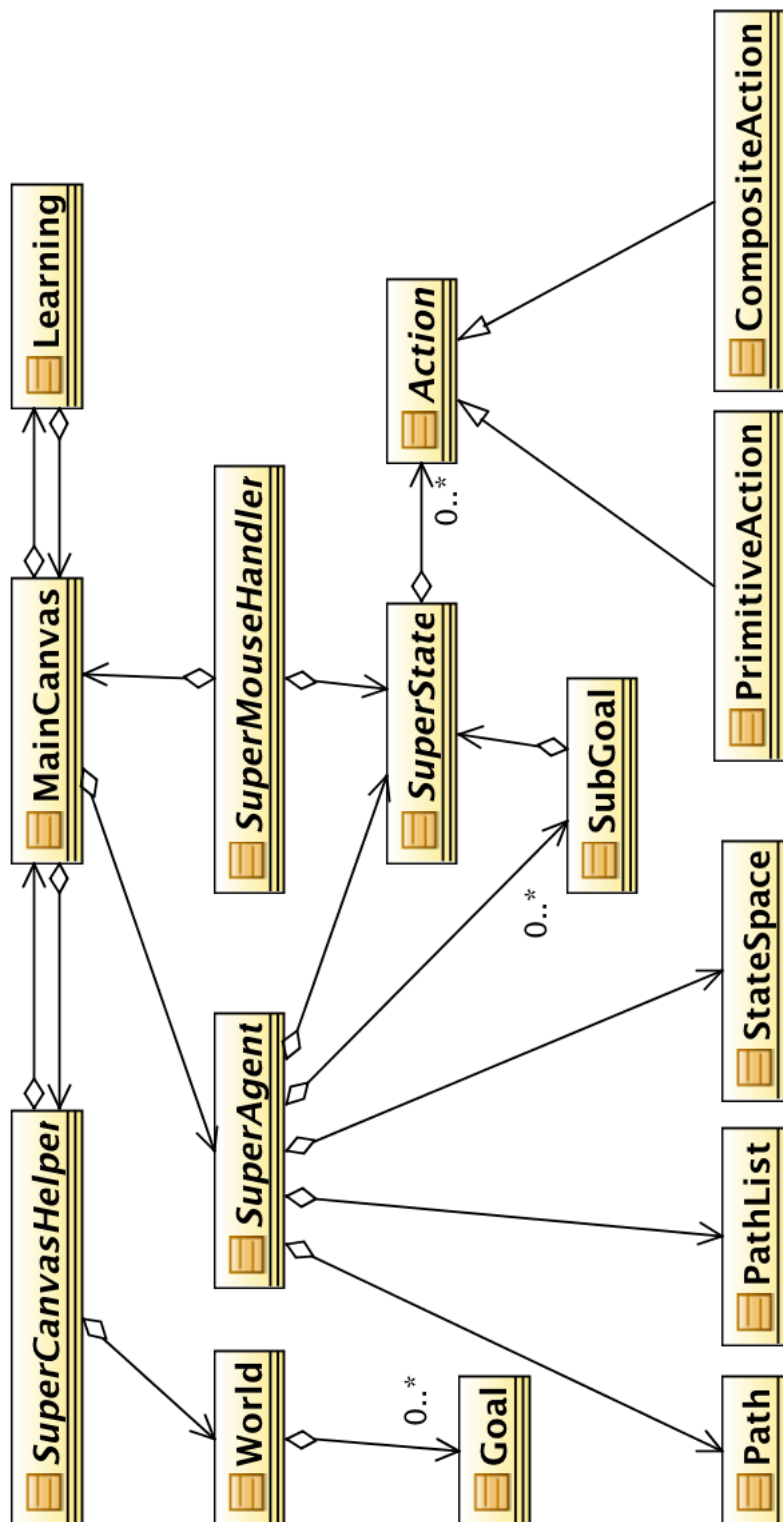 SuperCanvasHelper
MainCanvas
Learning
World
SuperAgent
SuperMouseHandler
0..*
Goal
SuperState
0..*
Action
0..*
SubGoal
Path
PathList
StateSpace
PrimitiveAction
CompositeAction